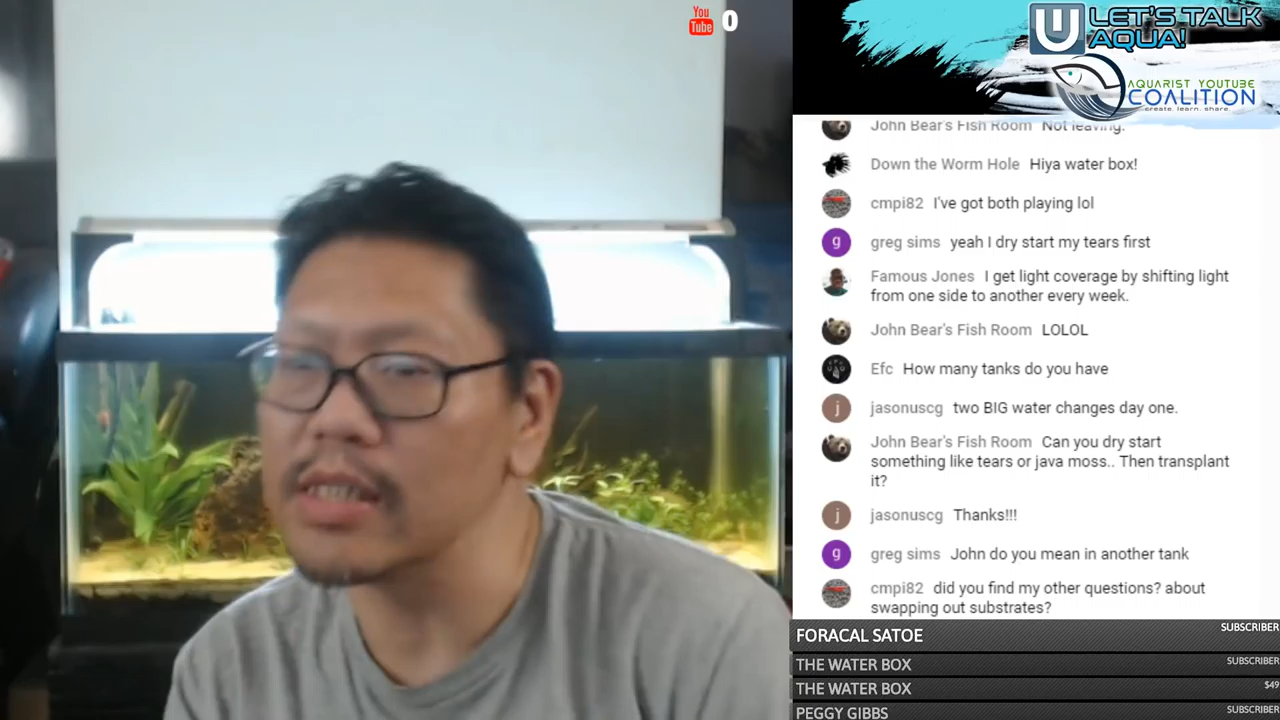 You
Tube 0
LET'S TALK
AQUA!
AQUARIST YOUTUBE
COALITION
create. learn. share.
John Bear's Fish Room Not leaving.
Down the Worm Hole Hiya water box!
cmpi82 I've got both playing lol
g greg sims yeah I dry start my tears first
Famous Jones I get light coverage by shifting light
from one side to another every week.
John Bear's Fish Room LOLOL
Efc How many tanks do you have
j jasonuscg two BIG water changes day one.
John Bear's Fish Room Can you dry start
something like tears or java moss.. Then transplant
it?
j jasonuscg Thanks!!!
g greg sims John do you mean in another tank
cmpi82 did you find my other questions? about
swapping out substrates?
FORACAL SATOE SUBSCRIBER
THE WATER BOX SUBSCRIBER
THE WATER BOX $49
PEGGY GIBBS SUBSCRIBER